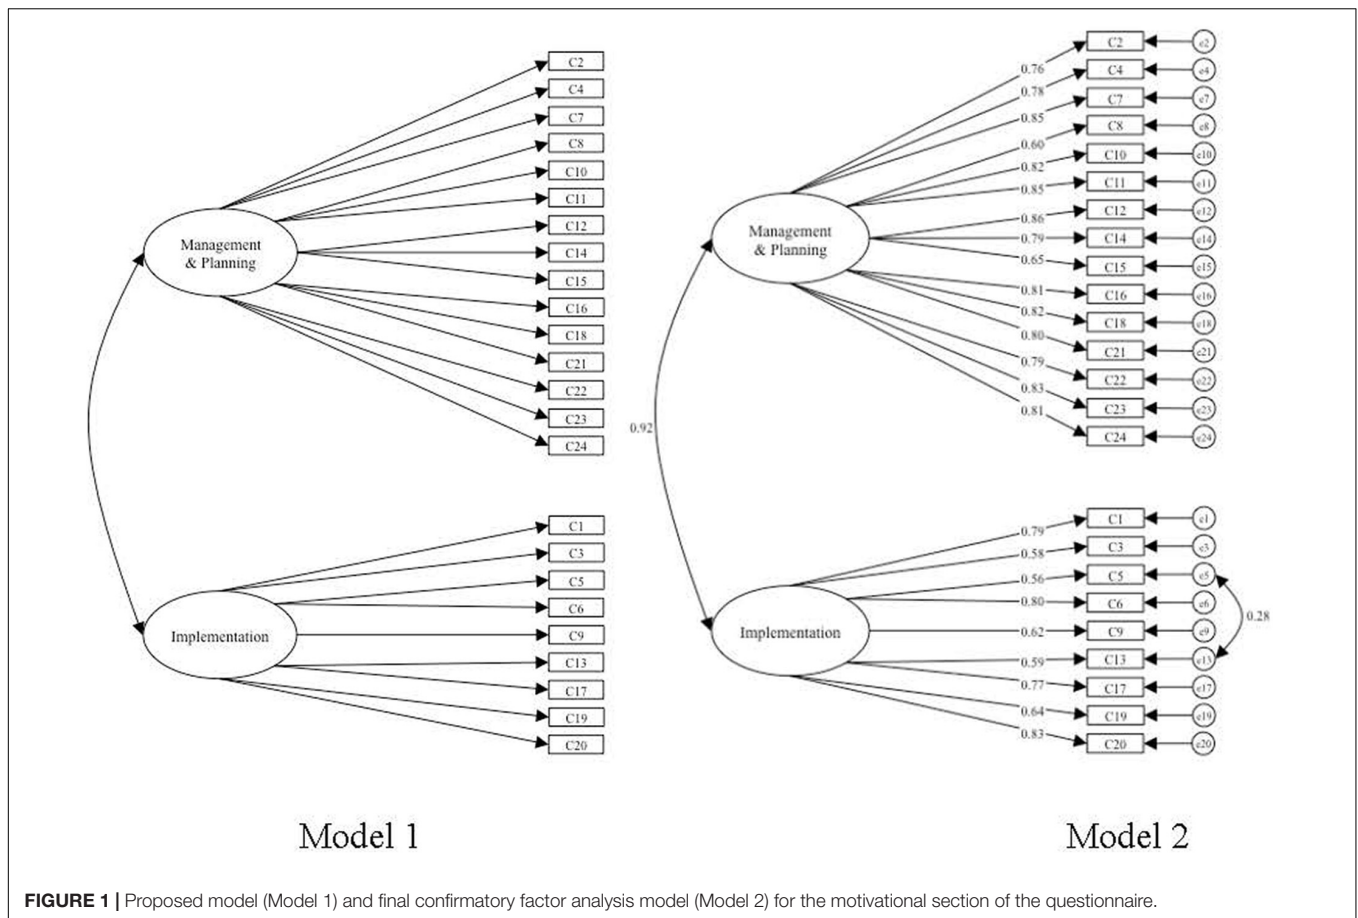 C2
C4
C7
C8
C10
C11
C12
C14
C15
C16
C18
C21
C22
C23
C24
Management
& Planning
C1
C3
C5
C6
C9
C13
C17
C19
C20
Implementation
Model 1
0.76
0.78
0.85
0.60
0.82
0.85
0.86
0.79
0.65
0.81
0.82
0.80
0.79
0.83
0.81
C2
C4
C7
C8
C10
C11
C12
C14
C15
C16
C18
C21
C22
C23
C24
e2
e4
e7
e8
e10
e11
e12
e14
e15
e16
e18
e21
e22
e23
e24
Management
& Planning
0.92
0.79
0.58
0.56
0.80
0.62
0.59
0.77
0.64
0.83
C1
C3
C5
C6
C9
C13
C17
C19
C20
e1
e3
e5
e6
e9
e13
e17
e19
e20
0.28
Implementation
Model 2
FIGURE 1 | Proposed model (Model 1) and final confirmatory factor analysis model (Model 2) for the motivational section of the questionnaire.